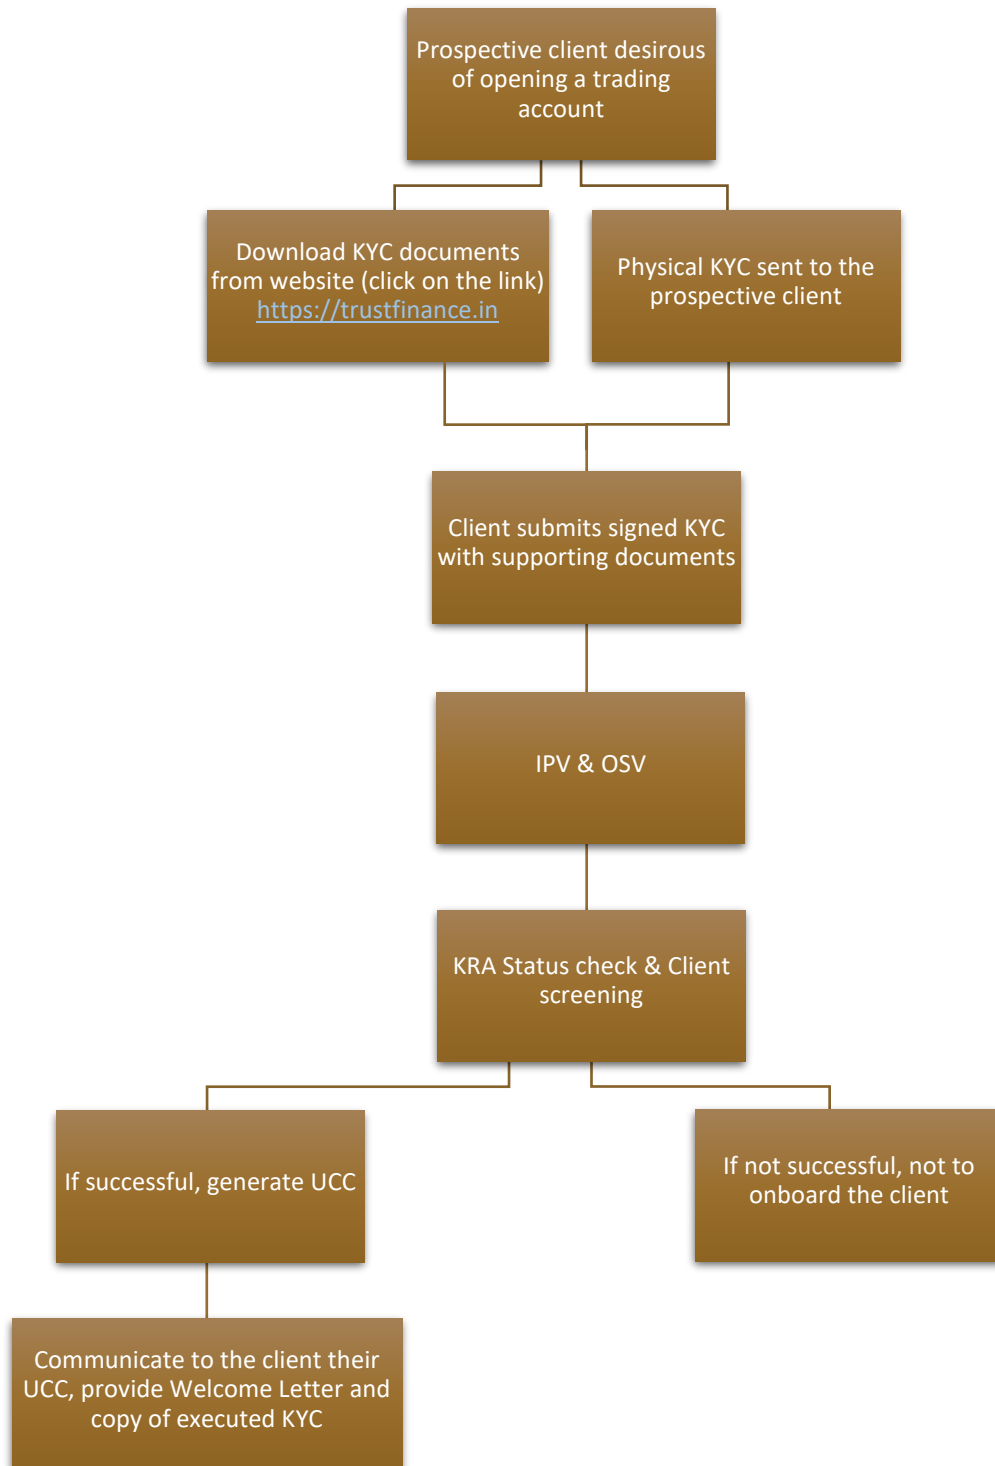 Prospective client desirous
of opening a trading
account
Download KYC documents
from website (click on the link)
https://trustfinance.in
Physical KYC sent to the
prospective client
Client submits signed KYC
with supporting documents
IPV & OSV
KRA Status check & Client
screening
If successful, generate UCC
If not successful, not to
onboard the client
Communicate to the client their
UCC, provide Welcome Letter and
copy of executed KYC